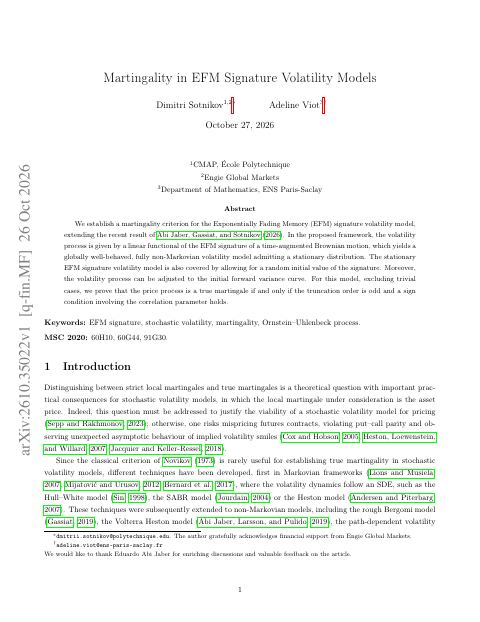 Martingality in EFM Signature Volatility Models
Dimitri Sotnikov1,2* Adeline Viot3†
October 27, 2026
1CMAP, École Polytechnique
2Engie Global Markets
3Department of Mathematics, ENS Paris-Saclay
Abstract
We establish a martingality criterion for the Exponentially Fading Memory (EFM) signature volatility model,
extending the recent result of Abi Jaber, Gassiat, and Sotnikov (2026). In the proposed framework, the volatility
process is given by a linear functional of the EFM signature of a time-augmented Brownian motion, which yields a
globally well-behaved, fully non-Markovian volatility model admitting a stationary distribution. The stationary
EFM signature volatility model is also covered by allowing for a random initial value of the signature. Moreover,
the volatility process can be adjusted to the initial forward variance curve. For this model, excluding trivial
cases, we prove that the price process is a true martingale if and only if the truncation order is odd and a sign
condition involving the correlation parameter holds.
Keywords: EFM signature, stochastic volatility, martingality, Ornstein–Uhlenbeck process.
MSC 2020: 60H10, 60G44, 91G30.
1 Introduction
Distinguishing between strict local martingales and true martingales is a theoretical question with important prac-
tical consequences for stochastic volatility models, in which the local martingale under consideration is the asset
price. Indeed, this question must be addressed to justify the viability of a stochastic volatility model for pricing
(Sepp and Rakhmonov, 2023); otherwise, one risks mispricing futures contracts, violating put–call parity and ob-
serving unexpected asymptotic behaviour of implied volatility smiles (Cox and Hobson, 2005; Heston, Loewenstein,
and Willard, 2007; Jacquier and Keller-Ressel, 2018).
Since the classical criterion of Novikov (1973) is rarely useful for establishing true martingality in stochastic
volatility models, different techniques have been developed, first in Markovian frameworks (Lions and Musiela,
2007; Mijatović and Urusov, 2012; Bernard et al., 2017), where the volatility dynamics follow an SDE, such as the
Hull–White model (Sin, 1998), the SABR model (Jourdain, 2004) or the Heston model (Andersen and Piterbarg,
2007). These techniques were subsequently extended to non-Markovian models, including the rough Bergomi model
(Gassiat, 2019), the Volterra Heston model (Abi Jaber, Larsson, and Pulido, 2019), the path-dependent volatility
*dmitrii.sotnikov@polytechnique.edu. The author gratefully acknowledges financial support from Engie Global Markets.
†adeline.viot@ens-paris-saclay.fr
We would like to thank Eduardo Abi Jaber for enriching discussions and valuable feedback on the article.
1
arXiv:2610.35022v1 [q-fin.MF] 26 Oct 2026